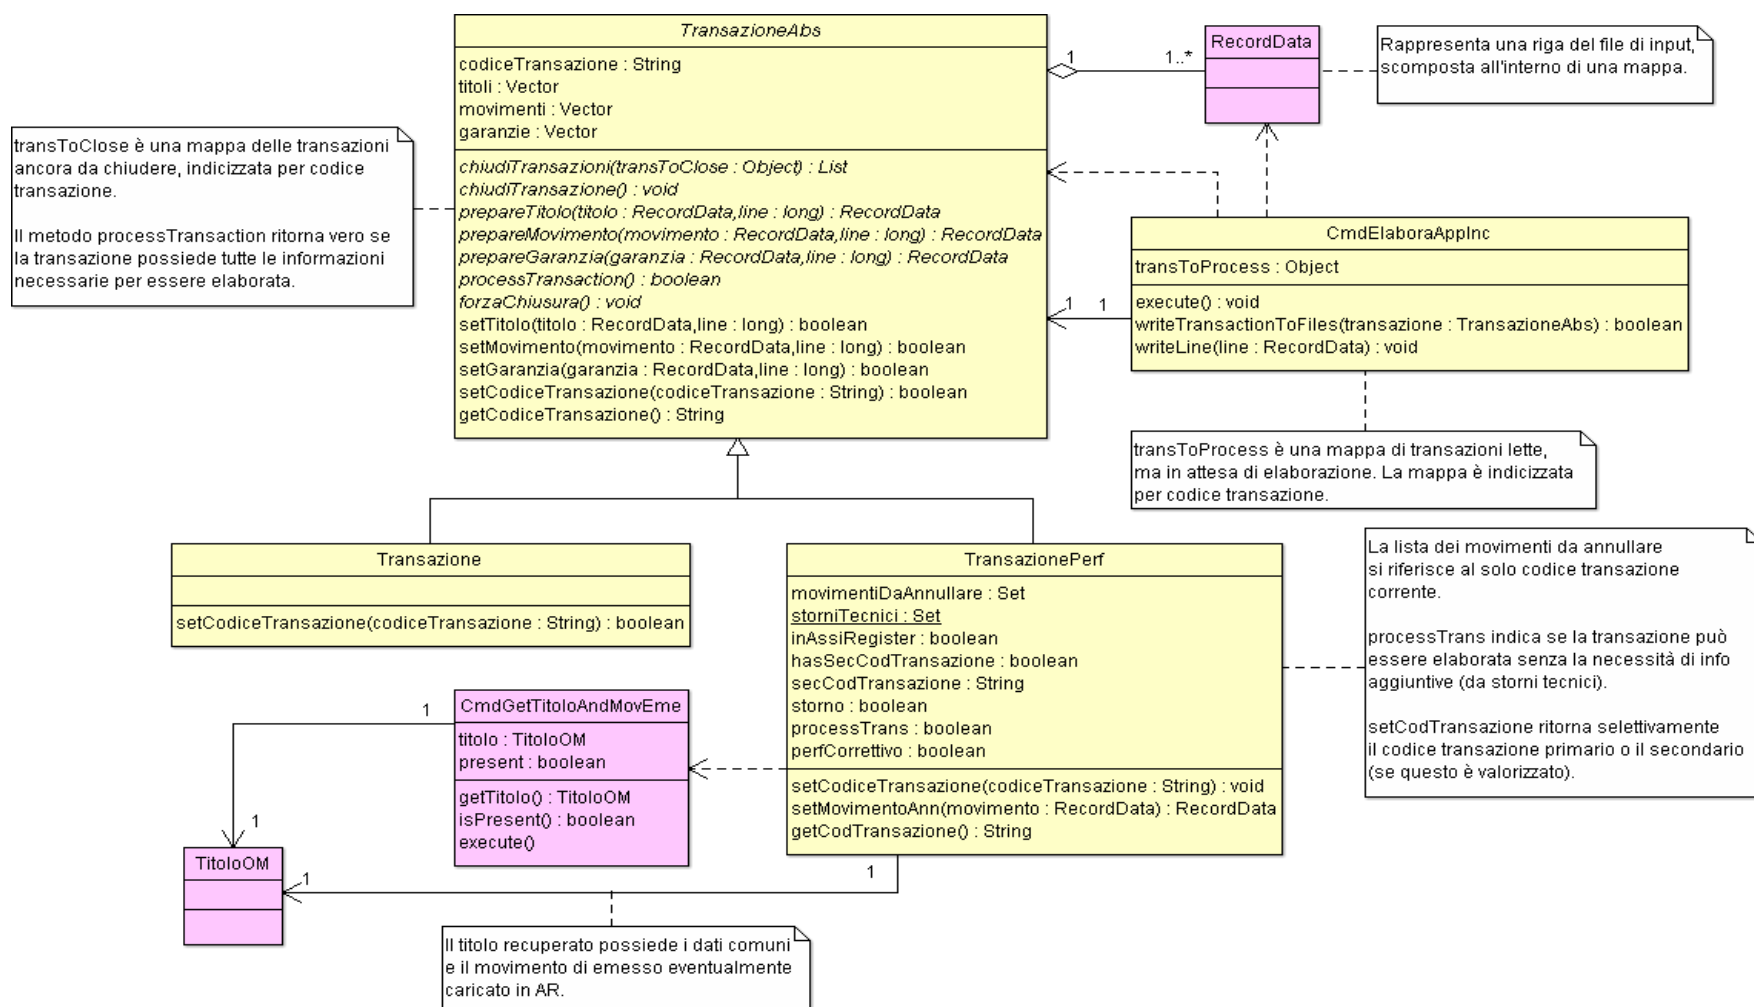 TransazioneAbs
codiceTransazione : String
titoli : Vector
movimenti : Vector
garanzie : Vector
chiudiTransazioni(transToClose : Object) : List
chiudiTransazione() : void
prepareTitolo(titolo : RecordData,line : long) : RecordData
prepareMovimento(movimento : RecordData,line : long) : RecordData
prepareGaranzia(garanzia : RecordData,line : long) : RecordData
processTransaction() : boolean
forzaChiusura() : void
setTitolo(titolo : RecordData,line : long) : boolean
setMovimento(movimento : RecordData,line : long) : boolean
setGaranzia(garanzia : RecordData,line : long) : boolean
setCodiceTransazione(codiceTransazione : String) : boolean
getCodiceTransazione() : String
1
1..*
RecordData
Rappresenta una riga del file di input,
scomposta all'interno di una mappa.
transToClose è una mappa delle transazioni
ancora da chiudere, indicizzata per codice
transazione.
Il metodo processTransaction ritorna vero se
la transazione possiede tutte le informazioni
necessarie per essere elaborata.
CmdElaboraAppInc
transToProcess : Object
execute() : void
writeTransactionToFiles(transazione : TransazioneAbs) : boolean
writeLine(line : RecordData) : void
1
1
transToProcess è una mappa di transazioni lette,
ma in attesa di elaborazione. La mappa è indicizzata
per codice transazione.
Transazione
setCodiceTransazione(codiceTransazione : String) : boolean
TransazionePerf
movimentiDaAnnullare : Set
storniTecnici : Set
inAssiRegister : boolean
hasSecCodTransazione : boolean
secCodTransazione : String
storno : boolean
processTrans : boolean
perfCorrettivo : boolean
setCodiceTransazione(codiceTransazione : String) : void
setMovimentoAnn(movimento : RecordData) : RecordData
getCodTransazione() : String
La lista dei movimenti da annullare
si riferisce al solo codice transazione
corrente.
processTrans indica se la transazione può
essere elaborata senza la necessità di info
aggiuntive (da storni tecnici).
setCodTransazione ritorna selettivamente
il codice transazione primario o il secondario
(se questo è valorizzato).
CmdGetTitoloAndMovEme
titolo : TitoloOM
present : boolean
getTitolo() : TitoloOM
isPresent() : boolean
execute()
1
1
TitoloOM
1
1
Il titolo recuperato possiede i dati comuni
e il movimento di emesso eventualmente
caricato in AR.